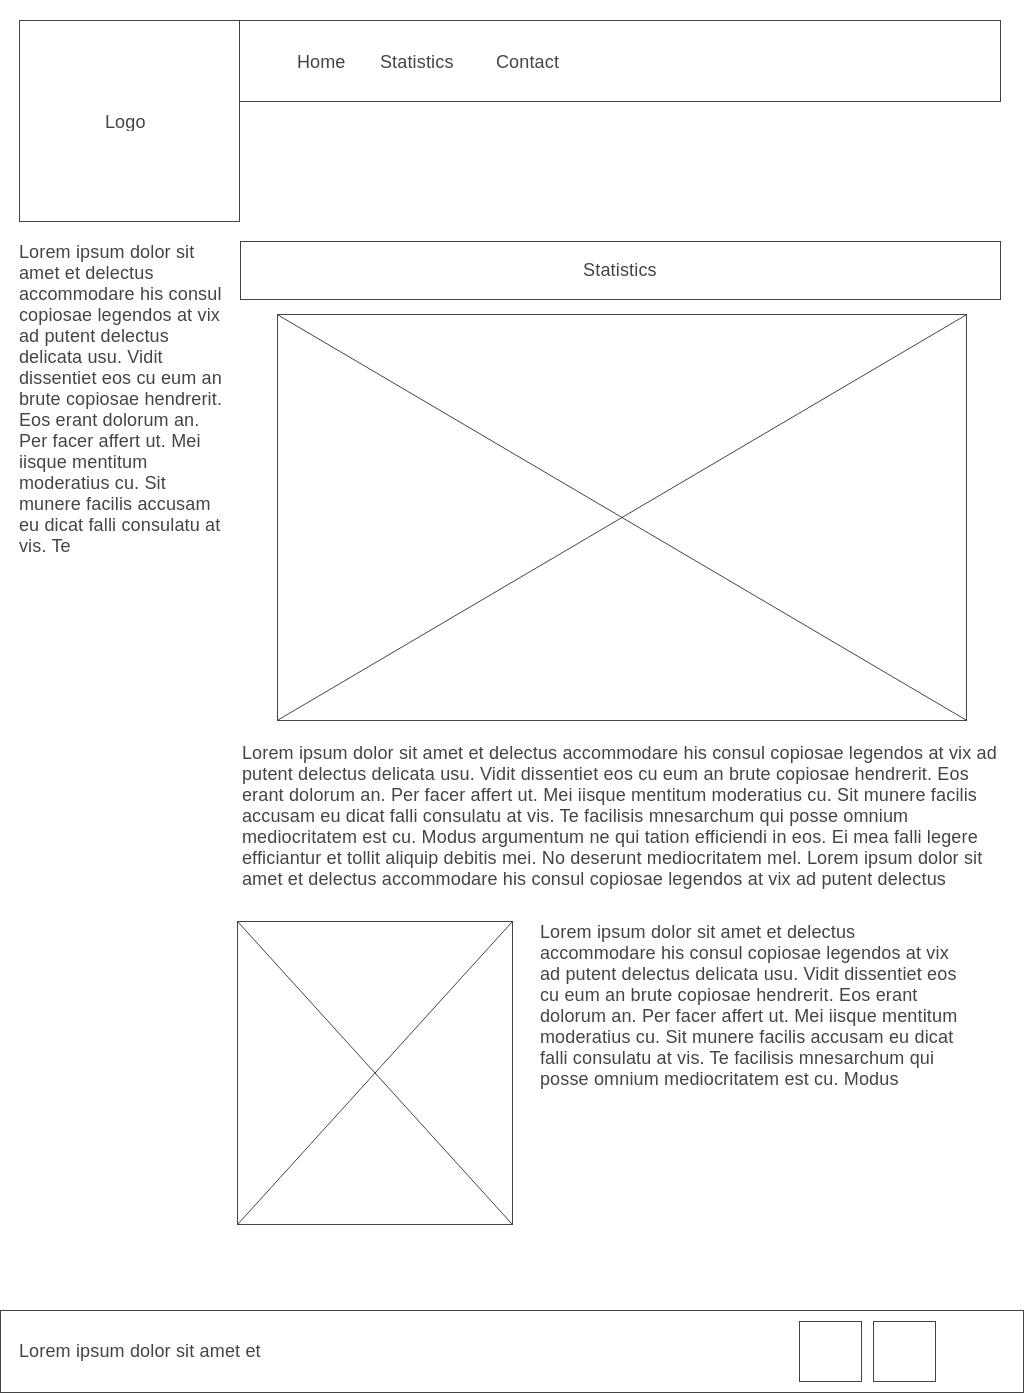 Logo
Home Statistics Contact
Lorem ipsum dolor sit
amet et delectus
accommodare his consul
copiosae legendos at vix
ad putent delectus
delicata usu. Vidit
dissentiet eos cu eum an
brute copiosae hendrerit.
Eos erant dolorum an.
Per facer affert ut. Mei
iisque mentitum
moderatius cu. Sit
munere facilis accusam
eu dicat falli consulatu at
vis. Te
Statistics
Lorem ipsum dolor sit amet et delectus accommodare his consul copiosae legendos at vix ad
putent delectus delicata usu. Vidit dissentiet eos cu eum an brute copiosae hendrerit. Eos
erant dolorum an. Per facer affert ut. Mei iisque mentitum moderatius cu. Sit munere facilis
accusam eu dicat falli consulatu at vis. Te facilisis mnesarchum qui posse omnium
mediocritatem est cu. Modus argumentum ne qui tation efficiendi in eos. Ei mea falli legere
efficiantur et tollit aliquip debitis mei. No deserunt mediocritatem mel. Lorem ipsum dolor sit
amet et delectus accommodare his consul copiosae legendos at vix ad putent delectus
Lorem ipsum dolor sit amet et delectus
accommodare his consul copiosae legendos at vix
ad putent delectus delicata usu. Vidit dissentiet eos
cu eum an brute copiosae hendrerit. Eos erant
dolorum an. Per facer affert ut. Mei iisque mentitum
moderatius cu. Sit munere facilis accusam eu dicat
falli consulatu at vis. Te facilisis mnesarchum qui
posse omnium mediocritatem est cu. Modus
Lorem ipsum dolor sit amet et